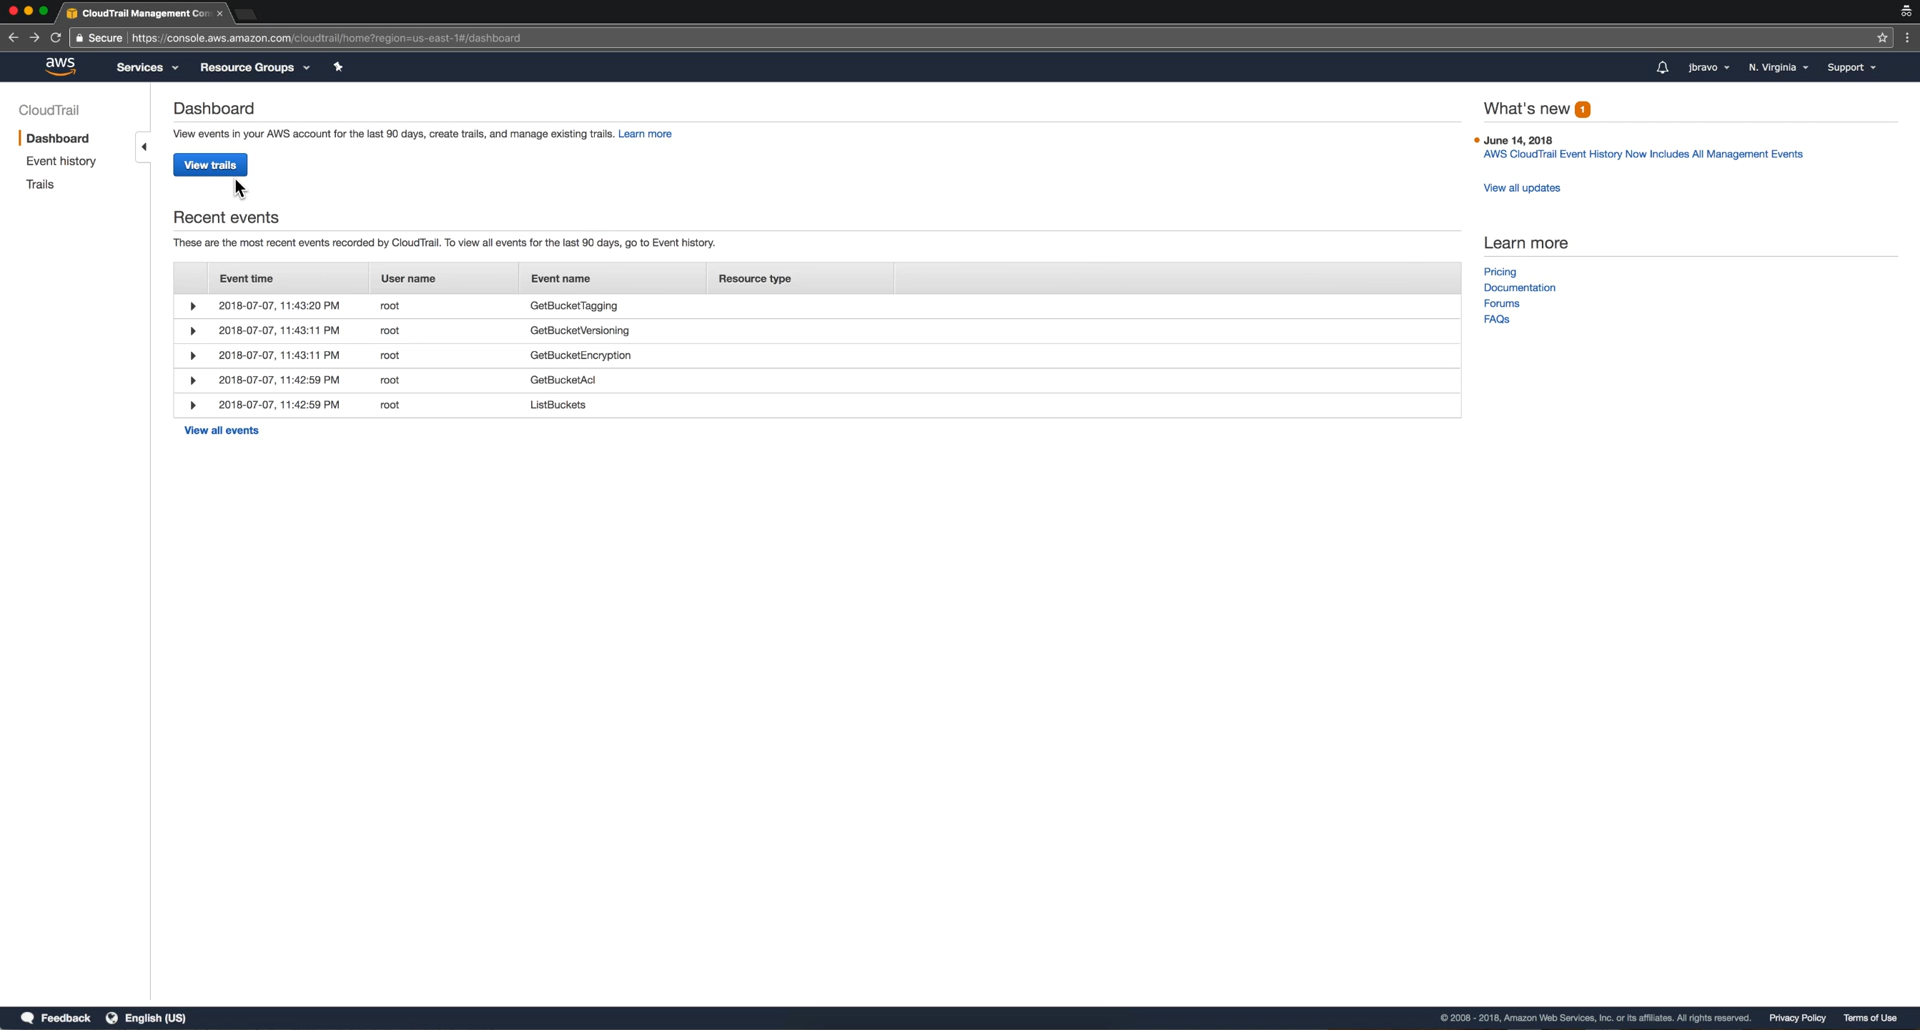 CloudTrail Management Con
Secure https://console.aws.amazon.com/cloudtrail/home?region=us-east-1#/dashboard
aws Services Resource Groups jbravo N. Virginia Support
CloudTrail
Dashboard
Event history
Trails
Dashboard
View events in your AWS account for the last 90 days, create trails, and manage existing trails. Learn more
View trails
Recent events
These are the most recent events recorded by CloudTrail. To view all events for the last 90 days, go to Event history.
Event time User name Event name Resource type
2018-07-07, 11:43:20 PM root GetBucketTagging
2018-07-07, 11:43:11 PM root GetBucketVersioning
2018-07-07, 11:43:11 PM root GetBucketEncryption
2018-07-07, 11:42:59 PM root GetBucketAcl
2018-07-07, 11:42:59 PM root ListBuckets
View all events
What's new 1
June 14, 2018
AWS CloudTrail Event History Now Includes All Management Events
View all updates
Learn more
Pricing
Documentation
Forums
FAQs
Feedback English (US) © 2008 - 2018, Amazon Web Services, Inc. or its affiliates. All rights reserved. Privacy Policy Terms of Use